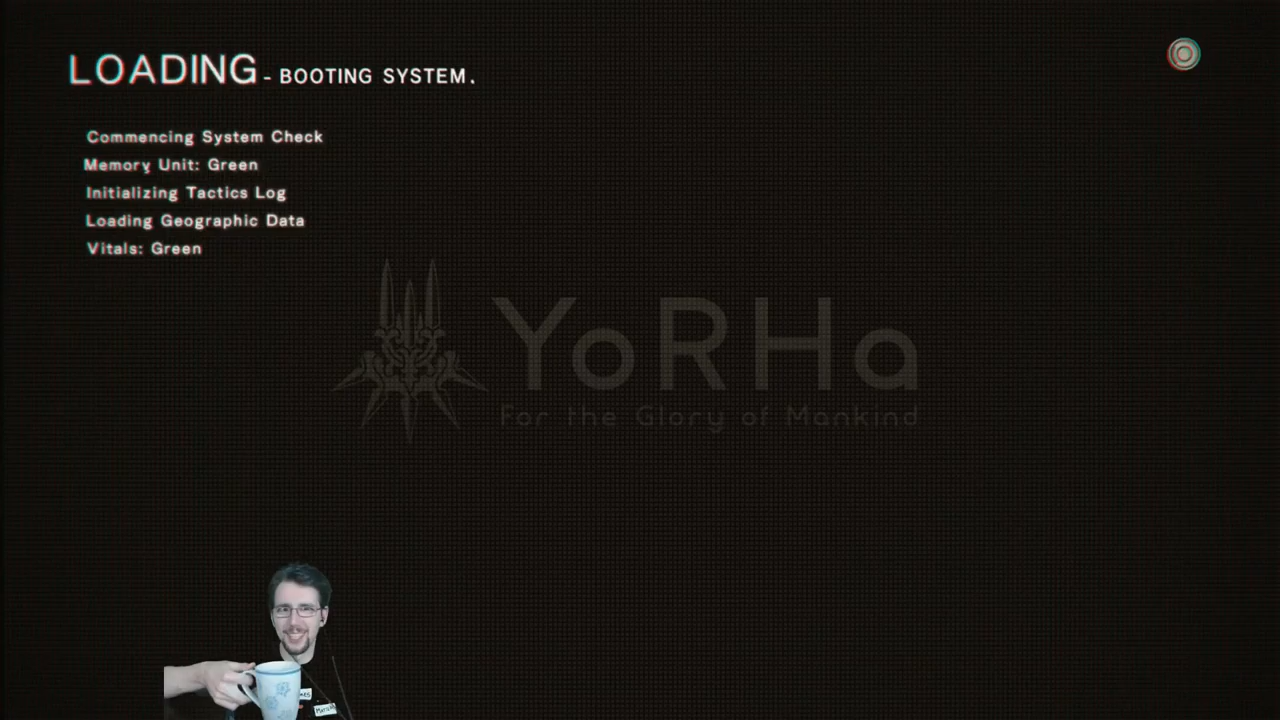 LOADING - BOOTING SYSTEM.
Commencing System Check
Memory Unit: Green
Initializing Tactics Log
Loading Geographic Data
Vitals: Green
YoRHa
For the Glory of Mankind